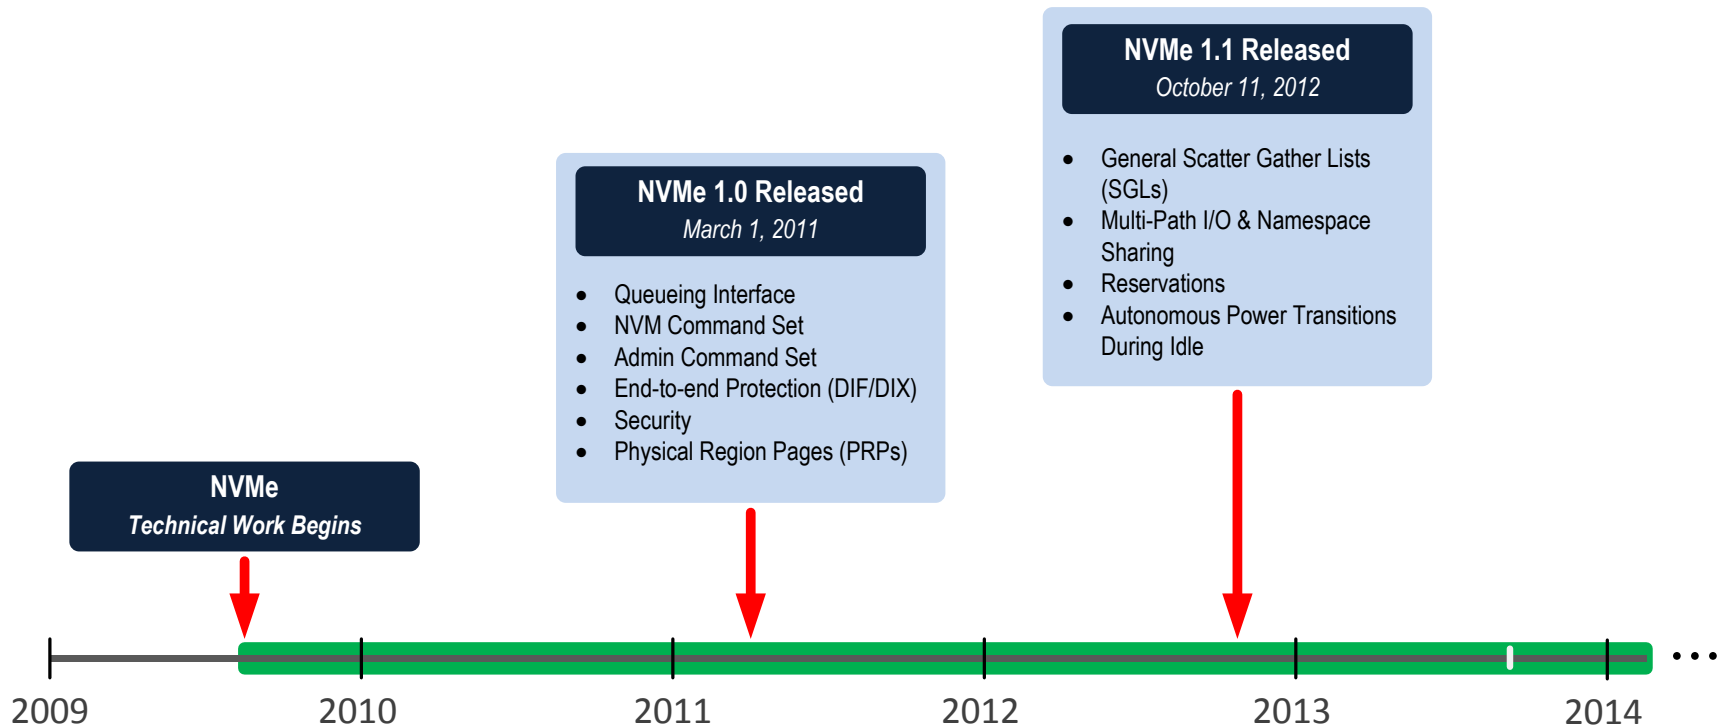 NVMe 1.1 Released
October 11, 2012
• General Scatter Gather Lists
(SGLs)
• Multi-Path I/O & Namespace
Sharing
• Reservations
• Autonomous Power Transitions
During Idle
NVMe 1.0 Released
March 1, 2011
• Queueing Interface
• NVM Command Set
• Admin Command Set
• End-to-end Protection (DIF/DIX)
• Security
• Physical Region Pages (PRPs)
NVMe
Technical Work Begins
2009 2010 2011 2012 2013 2014 ...